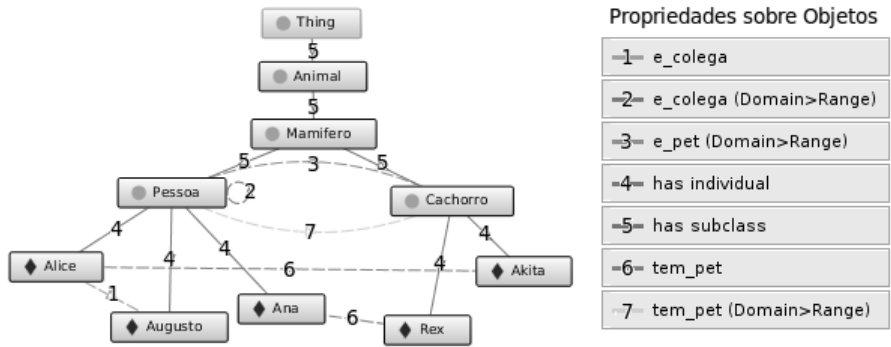 Propriedades sobre Objetos
Thing
5
Animal
5
Mamifero
5
3
5
Pessoa
2
Cachorro
7
4
4
4
4
4
Alice
6
Akita
1
Augusto
Ana
6
Rex
1 e_colega
2 e_colega (Domain>Range)
3 e_pet (Domain>Range)
4 has individual
5 has subclass
6 tem_pet
7 tem_pet (Domain>Range)